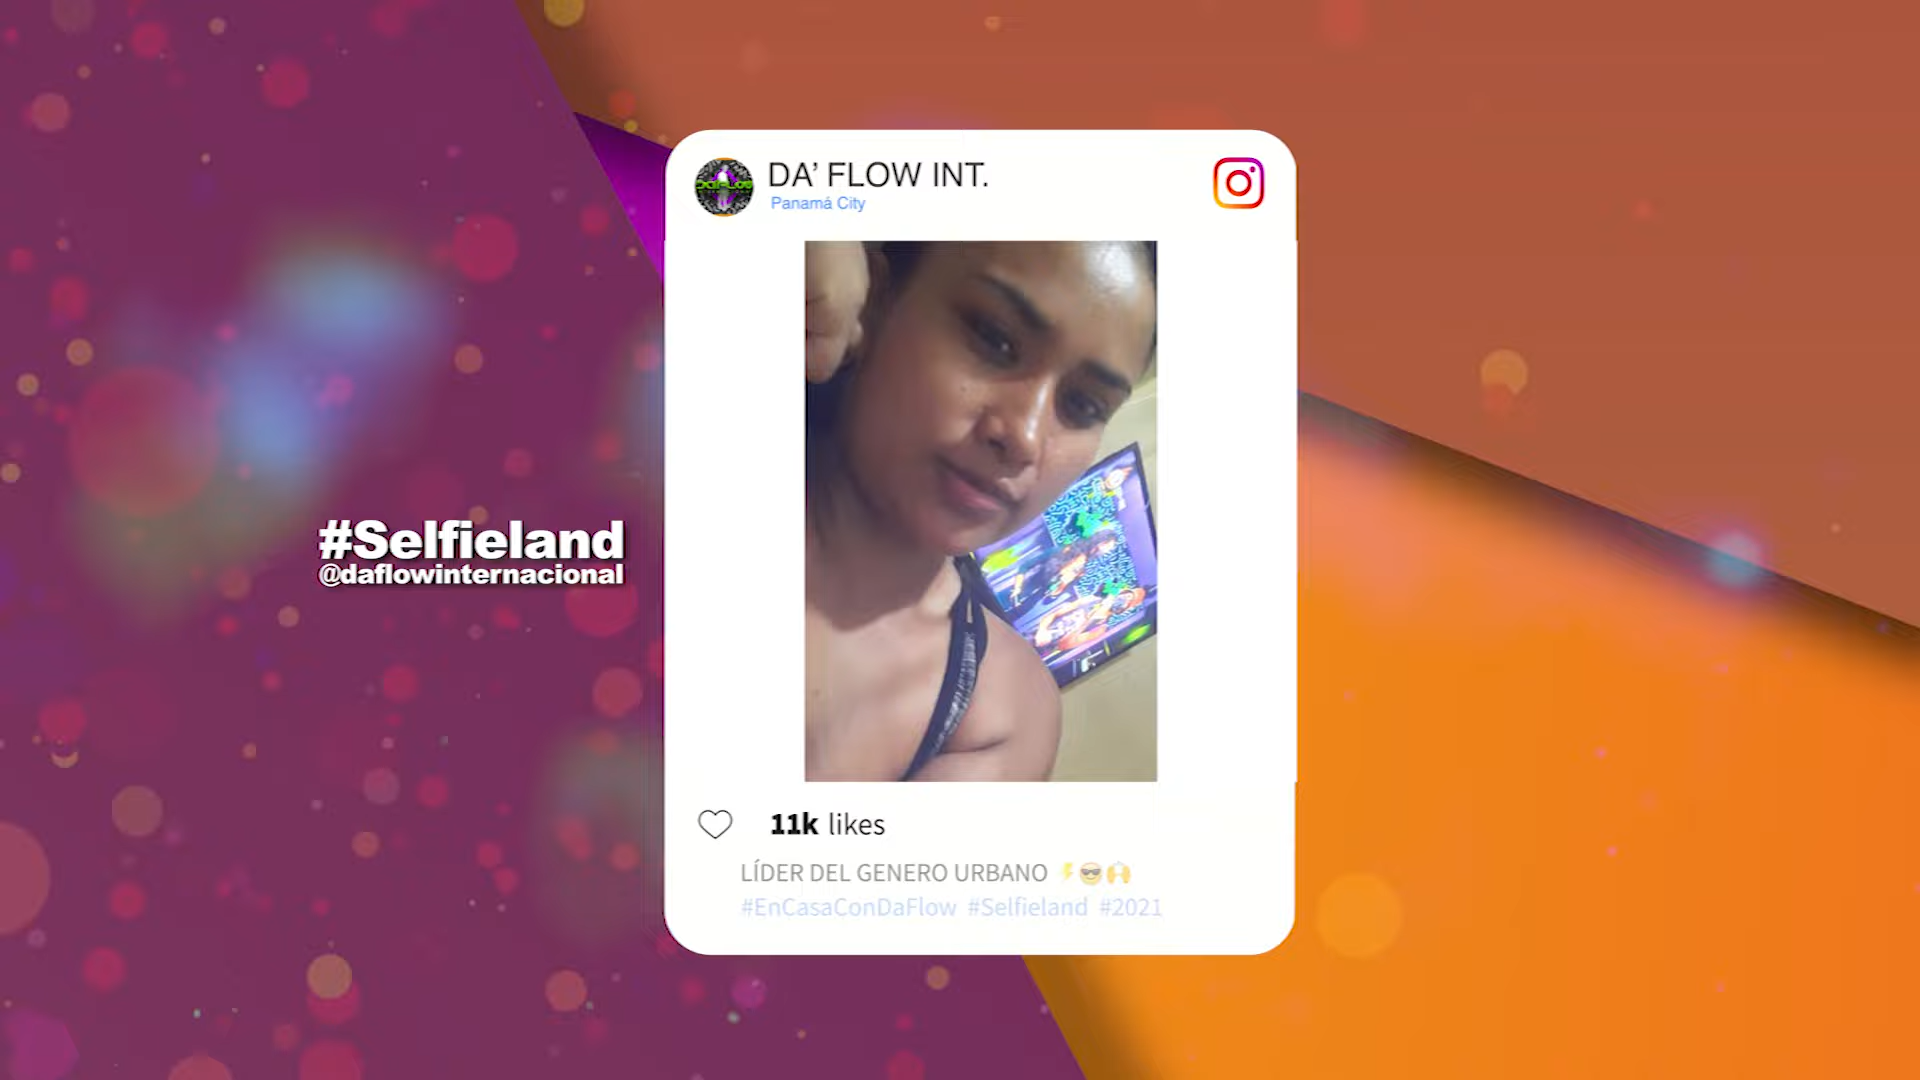 #Selfieland
@daflowinternacional
DA' FLOW INT.
Panamá City
11k likes
LÍDER DEL GENERO URBANO ⚡😎🙌
#EnCasaConDaFlow #Selfieland #2021